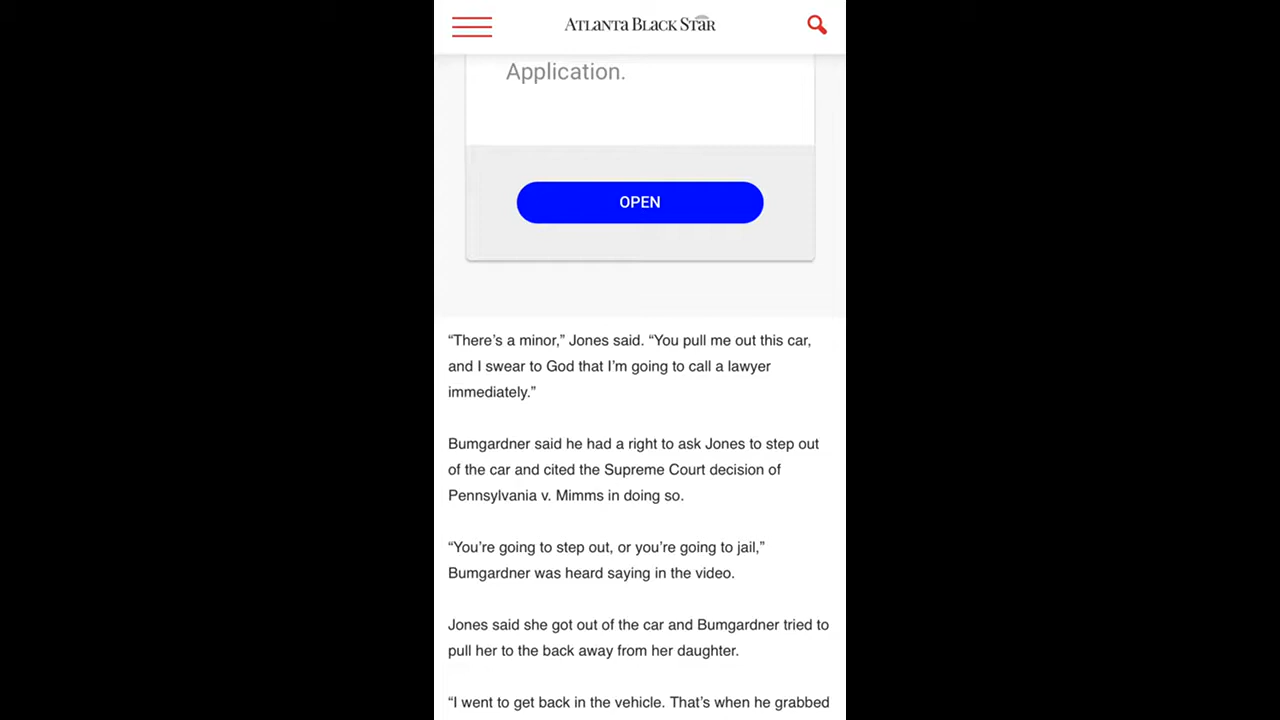 ATLANTA BLACK STAR
Application.
OPEN
“There’s a minor,” Jones said. “You pull me out this car,
and I swear to God that I’m going to call a lawyer
immediately.”
Bumgardner said he had a right to ask Jones to step out
of the car and cited the Supreme Court decision of
Pennsylvania v. Mimms in doing so.
“You’re going to step out, or you’re going to jail,”
Bumgardner was heard saying in the video.
Jones said she got out of the car and Bumgardner tried to
pull her to the back away from her daughter.
“I went to get back in the vehicle. That’s when he grabbed